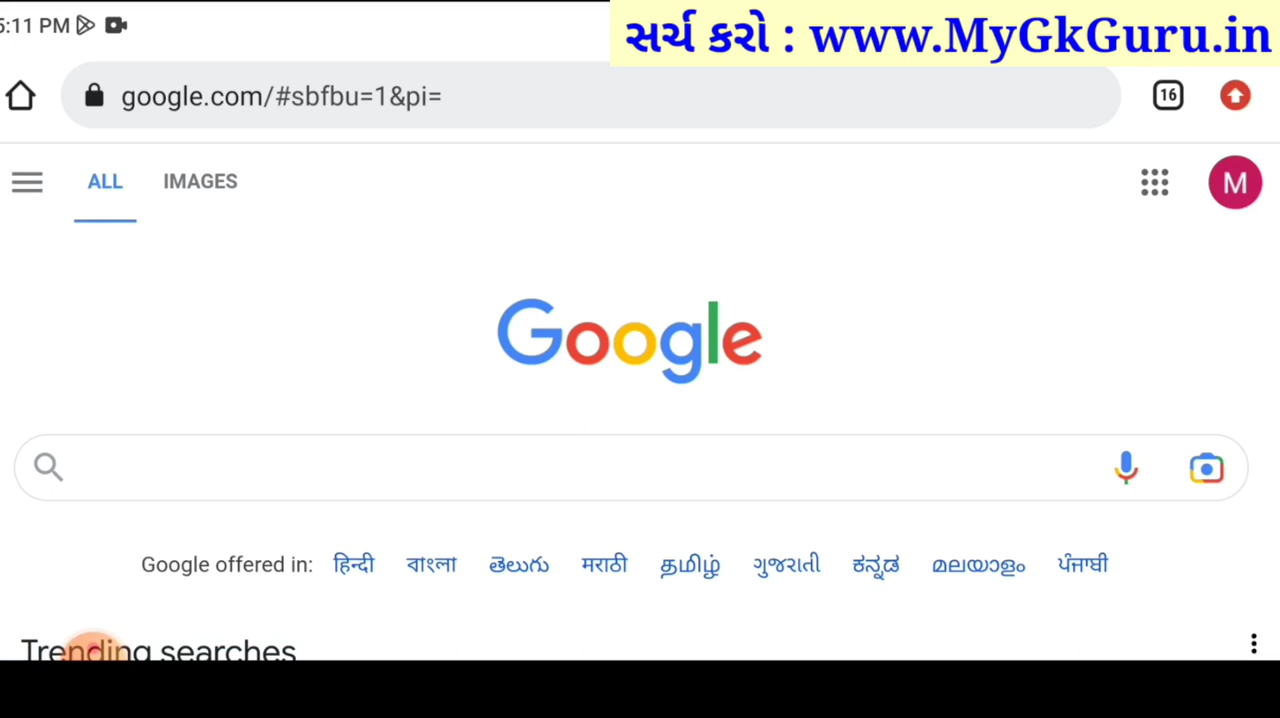 5:11 PM
સર્ચ કરો : www.MyGkGuru.in
google.com/#sbfbu=1&pi=
16
ALL IMAGES
M
Google
Google offered in: हिन्दी বাংলা తెలుగు मराठी தமிழ் ગુજરાતી ಕನ್ನಡ മലയാളം ਪੰਜਾਬੀ
Trending searches